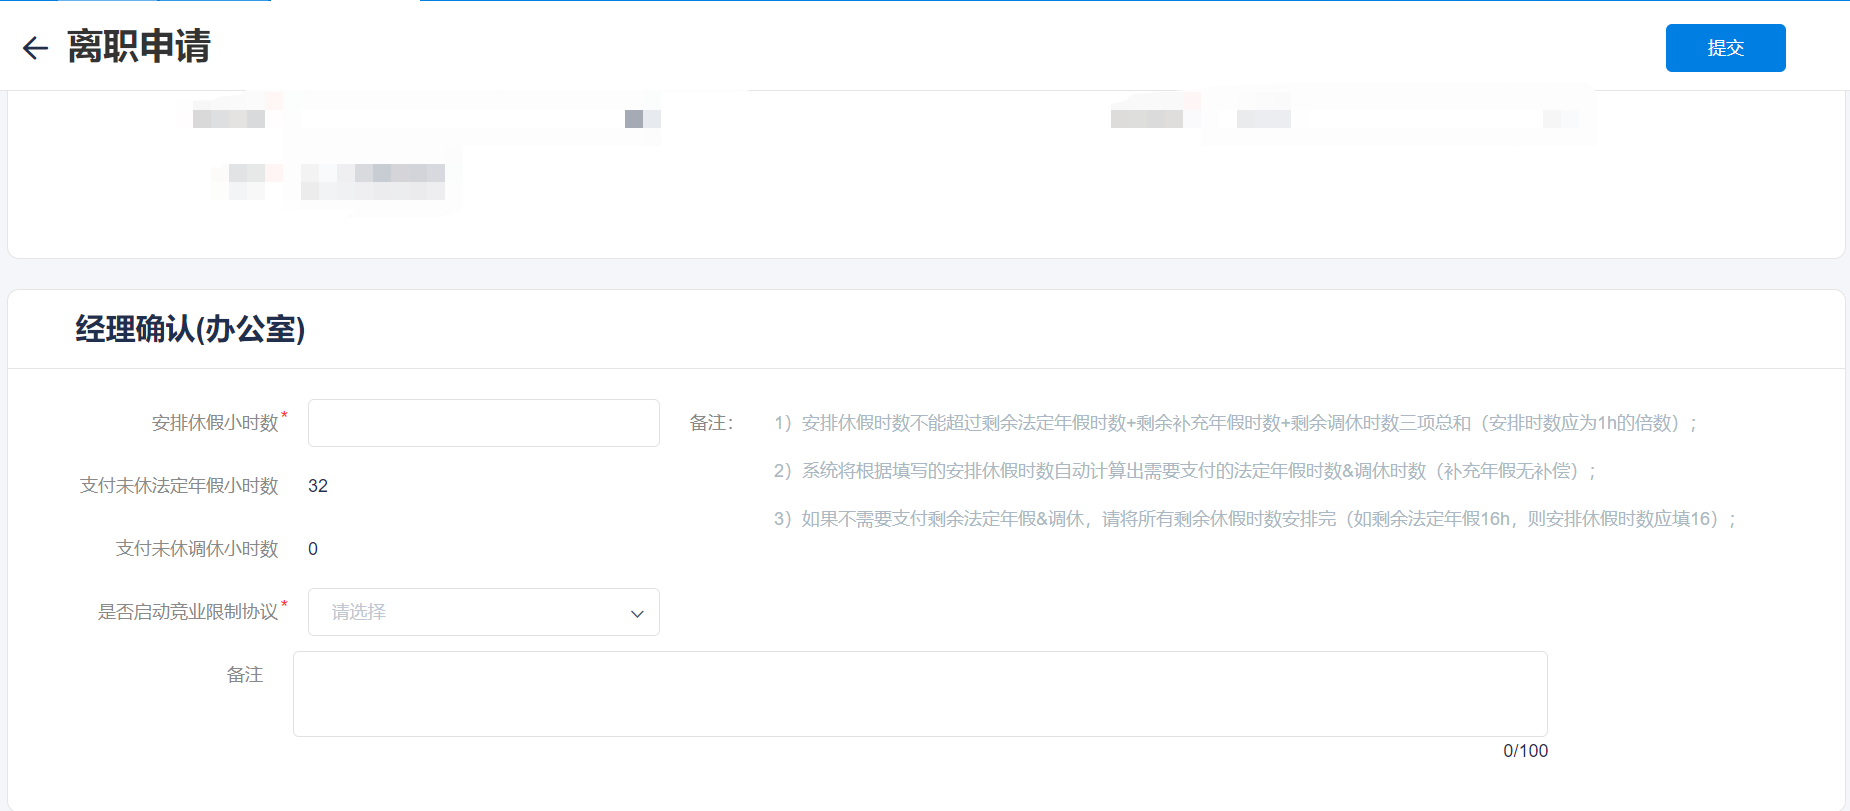 离职申请
提交
经理确认(办公室)
安排休假小时数*
备注：
1）安排休假时数不能超过剩余法定年假时数+剩余补充年假时数+剩余调休时数三项总和（安排时数应为1h的倍数）；
支付未休法定年假小时数 32
2）系统将根据填写的安排休假时数自动计算出需要支付的法定年假时数&调休时数（补充年假无补偿）；
3）如果不需要支付剩余法定年假&调休，请将所有剩余休假时数安排完（如剩余法定年假16h，则安排休假时数应填16）；
支付未休调休小时数 0
是否启动竞业限制协议* 请选择
备注
0/100